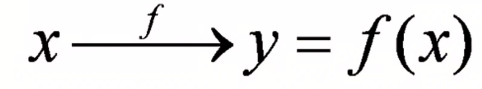 x —f→ y = f(x)